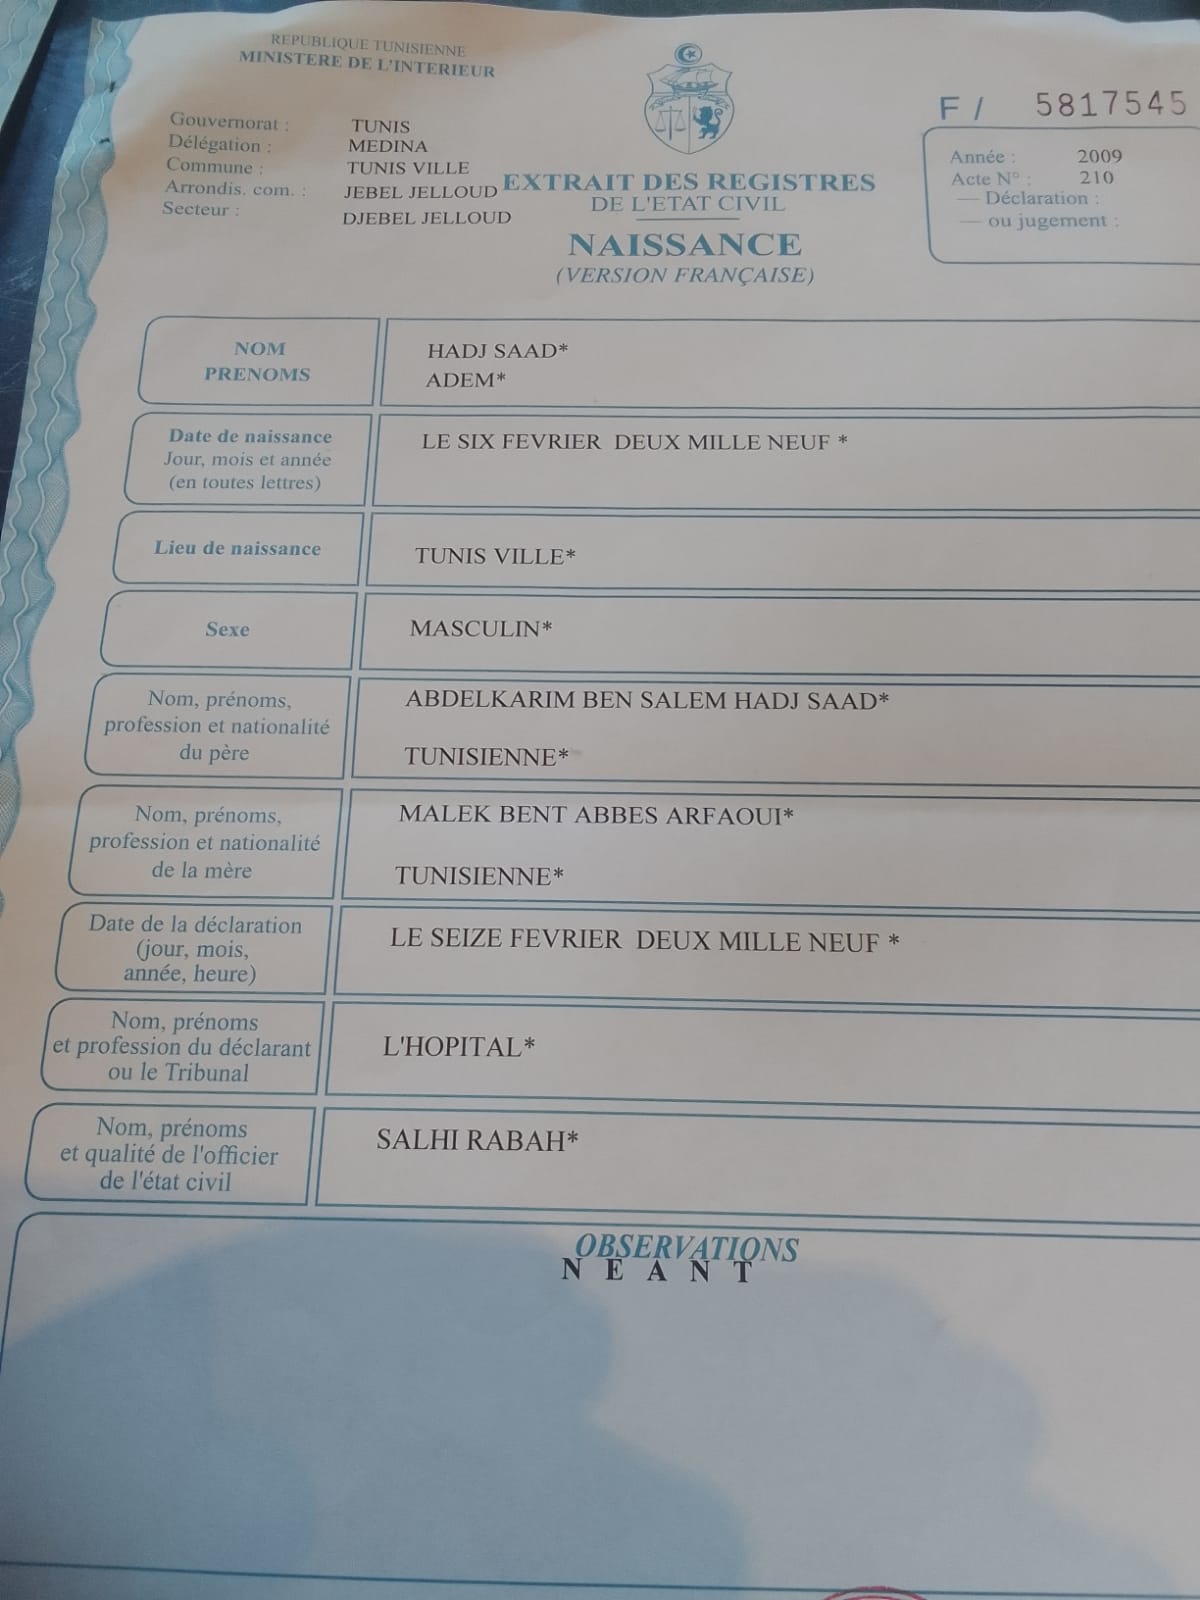 REPUBLIQUE TUNISIENNE
MINISTERE DE L'INTERIEUR
Gouvernorat : TUNIS
Délégation : MEDINA
Commune : TUNIS VILLE
Arrondis. com. : JEBEL JELLOUD
Secteur : DJEBEL JELLOUD
EXTRAIT DES REGISTRES
DE L'ETAT CIVIL
NAISSANCE
(VERSION FRANÇAISE)
F / 5817545
Année : 2009
Acte N° : 210
— Déclaration :
— ou jugement :
NOM HADJ SAAD*
PRENOMS ADEM*
Date de naissance
Jour, mois et année
(en toutes lettres)
LE SIX FEVRIER DEUX MILLE NEUF *
Lieu de naissance
TUNIS VILLE*
Sexe
MASCULIN*
Nom, prénoms,
profession et nationalité
du père
ABDELKARIM BEN SALEM HADJ SAAD*
TUNISIENNE*
Nom, prénoms,
profession et nationalité
de la mère
MALEK BENT ABBES ARFAOUI*
TUNISIENNE*
Date de la déclaration
(jour, mois,
année, heure)
LE SEIZE FEVRIER DEUX MILLE NEUF *
Nom, prénoms
et profession du déclarant
ou le Tribunal
L'HOPITAL*
Nom, prénoms
et qualité de l'officier
de l'état civil
SALHI RABAH*
OBSERVATIONS
N E A N T